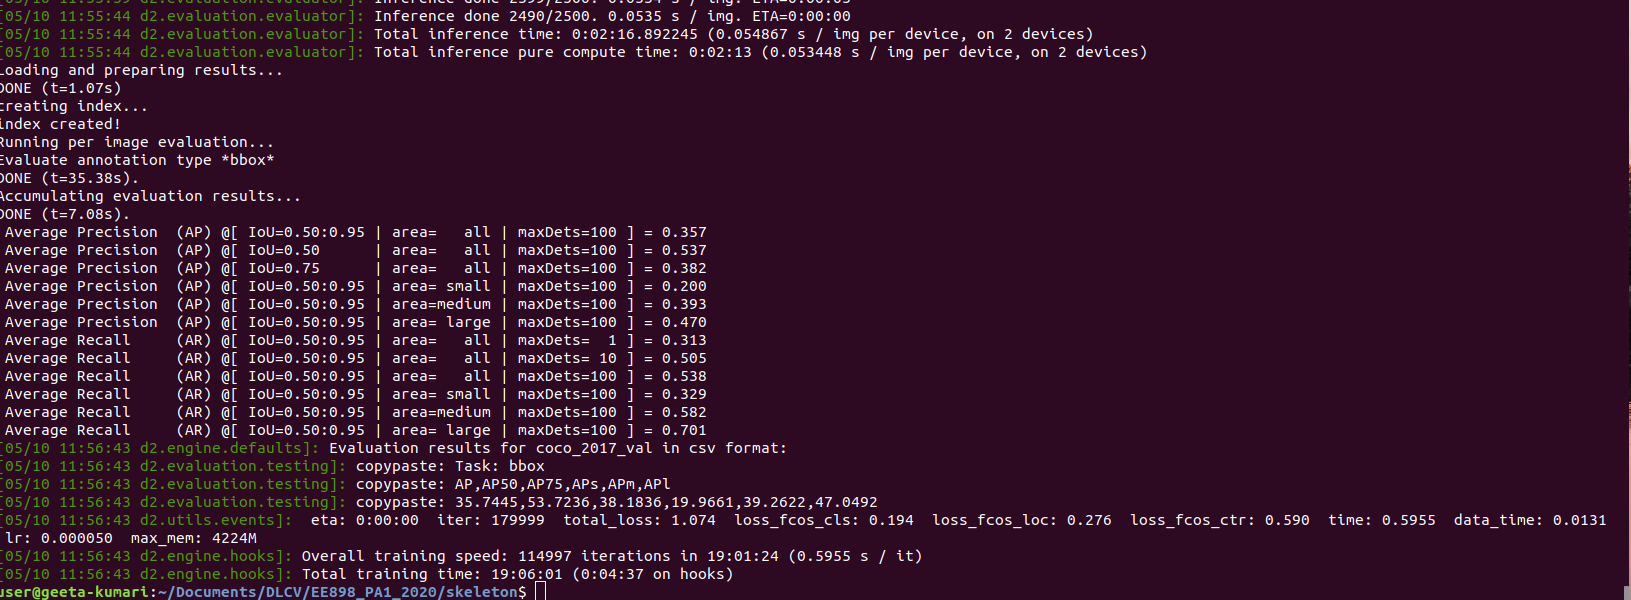 [05/10 11:55:44 d2.evaluation.evaluator]: Inference done 2490/2500. 0.0535 s / img. ETA=0:00:00
[05/10 11:55:44 d2.evaluation.evaluator]: Total inference time: 0:02:16.892245 (0.054867 s / img per device, on 2 devices)
[05/10 11:55:44 d2.evaluation.evaluator]: Total inference pure compute time: 0:02:13 (0.053448 s / img per device, on 2 devices)
Loading and preparing results...
DONE (t=1.07s)
creating index...
index created!
Running per image evaluation...
Evaluate annotation type *bbox*
DONE (t=35.38s).
Accumulating evaluation results...
DONE (t=7.08s).
Average Precision  (AP) @[ IoU=0.50:0.95 | area=   all | maxDets=100 ] = 0.357
Average Precision  (AP) @[ IoU=0.50      | area=   all | maxDets=100 ] = 0.537
Average Precision  (AP) @[ IoU=0.75      | area=   all | maxDets=100 ] = 0.382
Average Precision  (AP) @[ IoU=0.50:0.95 | area= small | maxDets=100 ] = 0.200
Average Precision  (AP) @[ IoU=0.50:0.95 | area=medium | maxDets=100 ] = 0.393
Average Precision  (AP) @[ IoU=0.50:0.95 | area= large | maxDets=100 ] = 0.470
Average Recall     (AR) @[ IoU=0.50:0.95 | area=   all | maxDets=  1 ] = 0.313
Average Recall     (AR) @[ IoU=0.50:0.95 | area=   all | maxDets= 10 ] = 0.505
Average Recall     (AR) @[ IoU=0.50:0.95 | area=   all | maxDets=100 ] = 0.538
Average Recall     (AR) @[ IoU=0.50:0.95 | area= small | maxDets=100 ] = 0.329
Average Recall     (AR) @[ IoU=0.50:0.95 | area=medium | maxDets=100 ] = 0.582
Average Recall     (AR) @[ IoU=0.50:0.95 | area= large | maxDets=100 ] = 0.701
[05/10 11:56:43 d2.engine.defaults]: Evaluation results for coco_2017_val in csv format:
[05/10 11:56:43 d2.evaluation.testing]: copypaste: Task: bbox
[05/10 11:56:43 d2.evaluation.testing]: copypaste: AP,AP50,AP75,APs,APm,APl
[05/10 11:56:43 d2.evaluation.testing]: copypaste: 35.7445,53.7236,38.1836,19.9661,39.2622,47.0492
[05/10 11:56:43 d2.utils.events]:  eta: 0:00:00  iter: 179999  total_loss: 1.074  loss_fcos_cls: 0.194  loss_fcos_loc: 0.276  loss_fcos_ctr: 0.590  time: 0.5955  data_time: 0.0131
lr: 0.000050  max_mem: 4224M
[05/10 11:56:43 d2.engine.hooks]: Overall training speed: 114997 iterations in 19:01:24 (0.5955 s / it)
[05/10 11:56:43 d2.engine.hooks]: Total training time: 19:06:01 (0:04:37 on hooks)
user@geeta-kumari:~/Documents/DLCV/EE898_PA1_2020/skeleton$